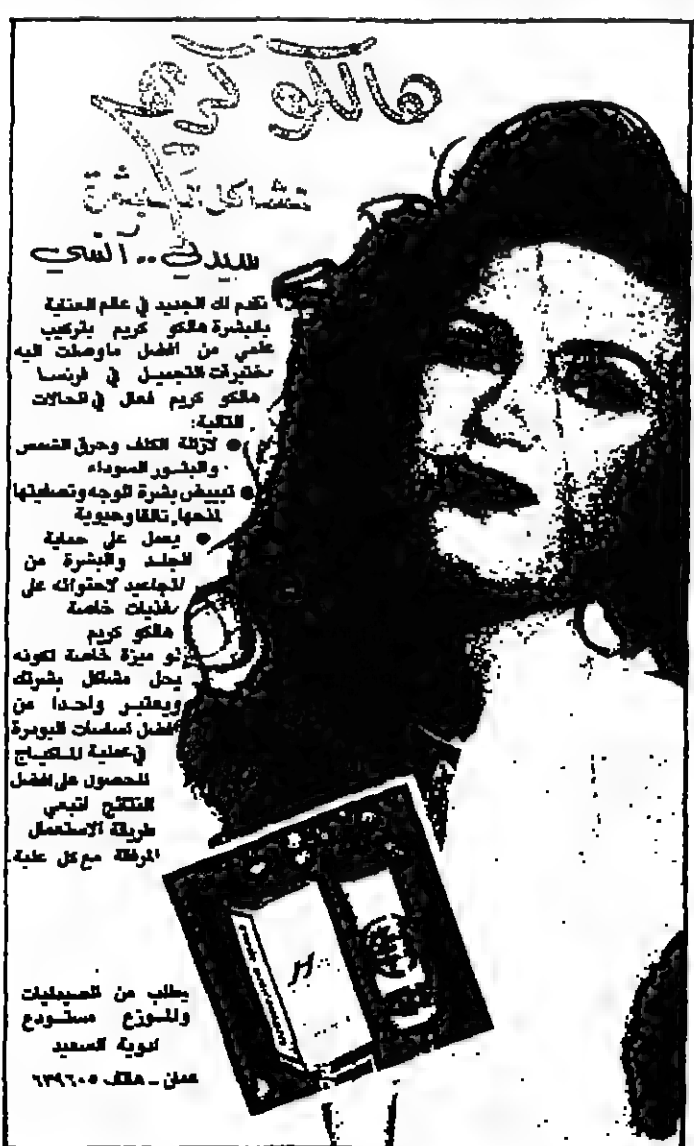 هالكو كريم
سيدتي .. آنستي
نقدم لك الجديد في عالم العناية
بالبشرة هالكو كريم بتركيب
علمي من افضل ماوصلت اليه
مختبرات التجميل في فرنسا
هالكو كريم فعال في الحالات
التالية:
● لازالة الكلف وحرق الشمس
والبثور السوداء
● تبييض بشرة الوجه وتصفيتها
لمنحها تالقا وحيوية
● يعمل على حماية
الجلد والبشرة من
التجاعيد لاحتوائه على
مغذيات خاصة
هالكو كريم
ذو ميزة خاصة لكونه
يحل مشاكل بشرتك
ويعتبر واحدا من
افضل اساسات البودرة
في عملية الماكياج
للحصول على افضل
النتائج اتبعي
طريقة الاستعمال
المرفقة مع كل علبة
يطلب من الصيدليات
والموزع مستودع
ادوية السعيد
عمان ـ هاتف ٦٣٩٦٠٥